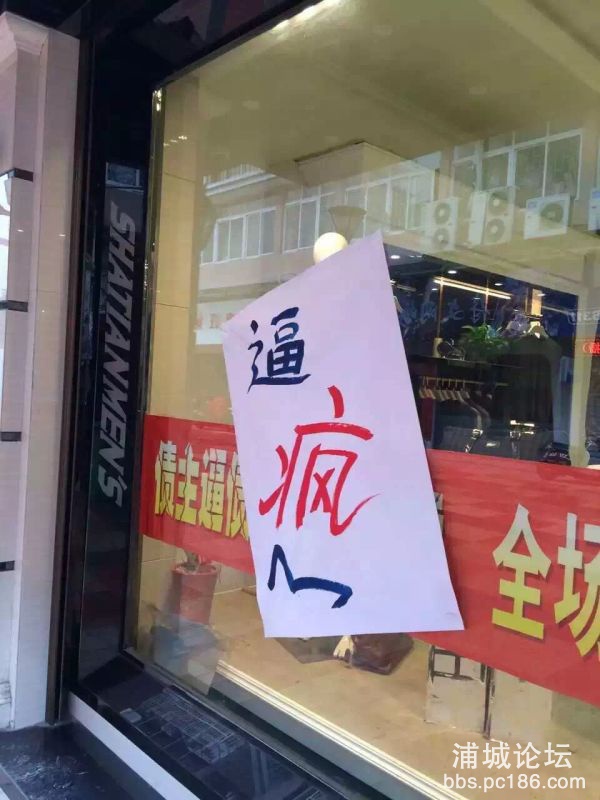 SHATIANMEN'S
逼
疯
了
债主逼债
全场
浦城论坛
bbs.pc186.com